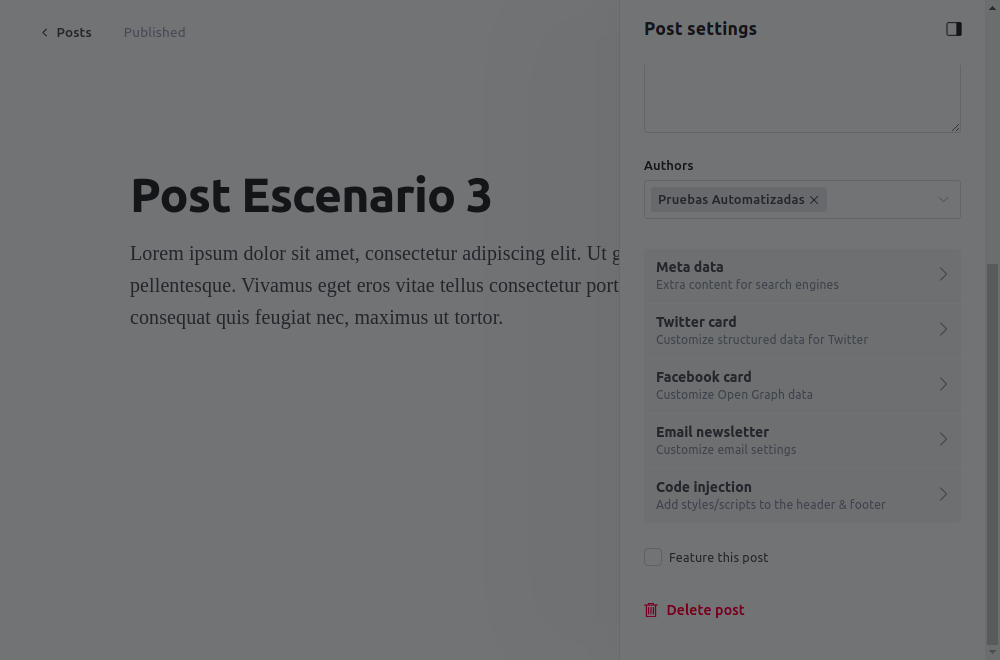 Posts
Published
Post Escenario 3
Lorem ipsum dolor sit amet, consectetur adipiscing elit. Ut
pellentesque. Vivamus eget eros vitae tellus consectetur port
consequat quis feugiat nec, maximus ut tortor.
Post settings
Authors
Pruebas Automatizadas
Meta data
Extra content for search engines
Twitter card
Customize structured data for Twitter
Facebook card
Customize Open Graph data
Email newsletter
Customize email settings
Code injection
Add styles/scripts to the header & footer
Feature this post
Delete post